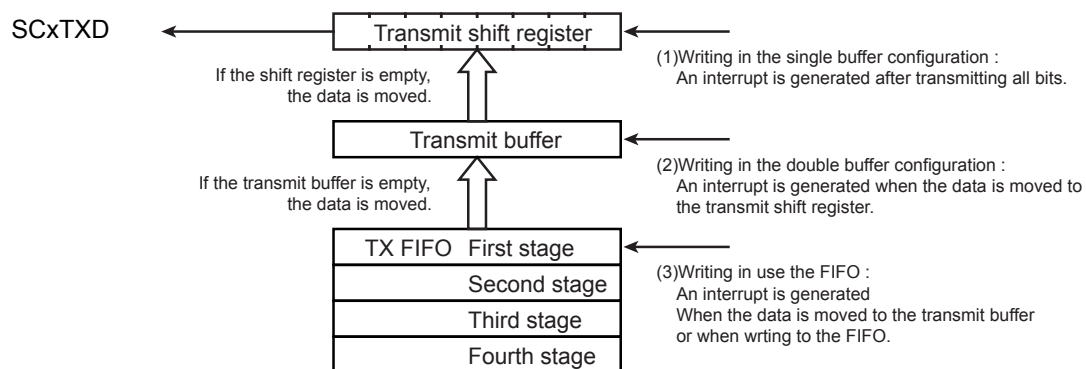 SCxTXD
Transmit shift register
(1)Writing in the single buffer configuration :
An interrupt is generated after transmitting all bits.
If the shift register is empty,
the data is moved.
Transmit buffer
(2)Writing in the double buffer configuration :
An interrupt is generated when the data is moved to
the transmit shift register.
If the transmit buffer is empty,
the data is moved.
TX FIFO First stage
Second stage
Third stage
Fourth stage
(3)Writing in use the FIFO :
An interrupt is generated
When the data is moved to the transmit buffer
or when wrting to the FIFO.